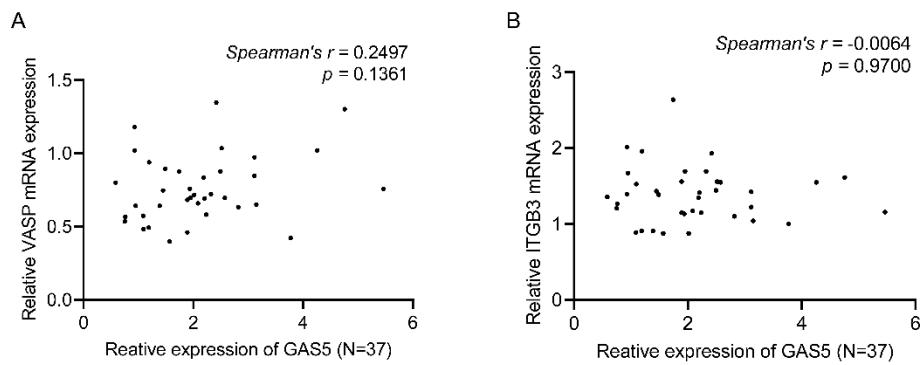 A
Spearman's r = 0.2497
p = 0.1361
Relative VASP mRNA expression
1.5
1.0
0.5
0.0
0
2
4
6
Reative expression of GAS5 (N=37)
B
Spearman's r = -0.0064
p = 0.9700
Relative ITGB3 mRNA expression
3
2
1
0
0
2
4
6
Reative expression of GAS5 (N=37)